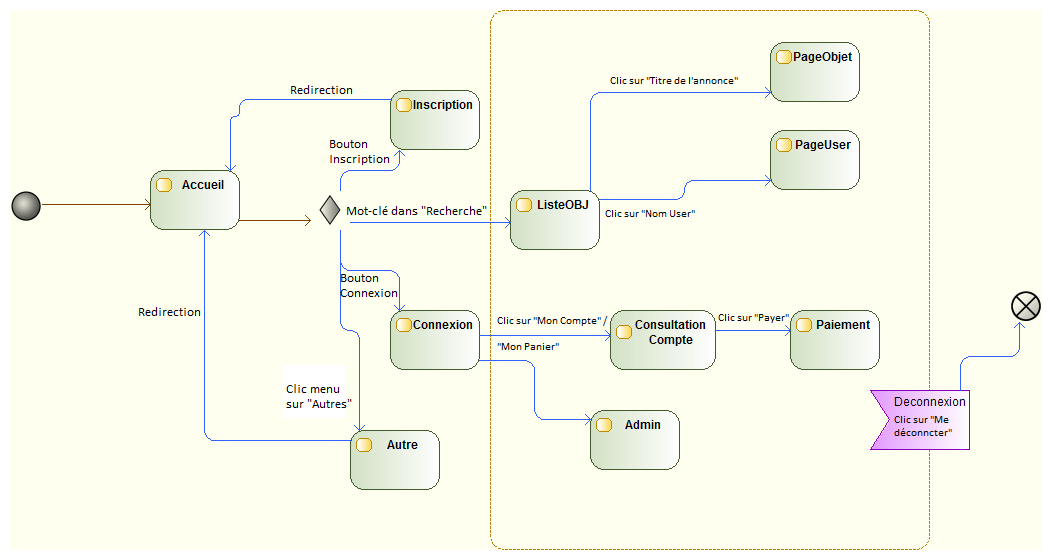 PageObjet
Clic sur "Titre de l'annonce"
Redirection
Inscription
Bouton
Inscription
PageUser
Accueil
Mot-clé dans "Recherche"
ListeOBJ
Clic sur "Nom User"
Bouton
Connexion
Redirection
Connexion
Clic sur "Mon Compte" /
"Mon Panier"
Consultation
Compte
Clic sur "Payer"
Paiement
Clic menu
sur "Autres"
Deconnexion
Clic sur "Me
déconncter"
Admin
Autre